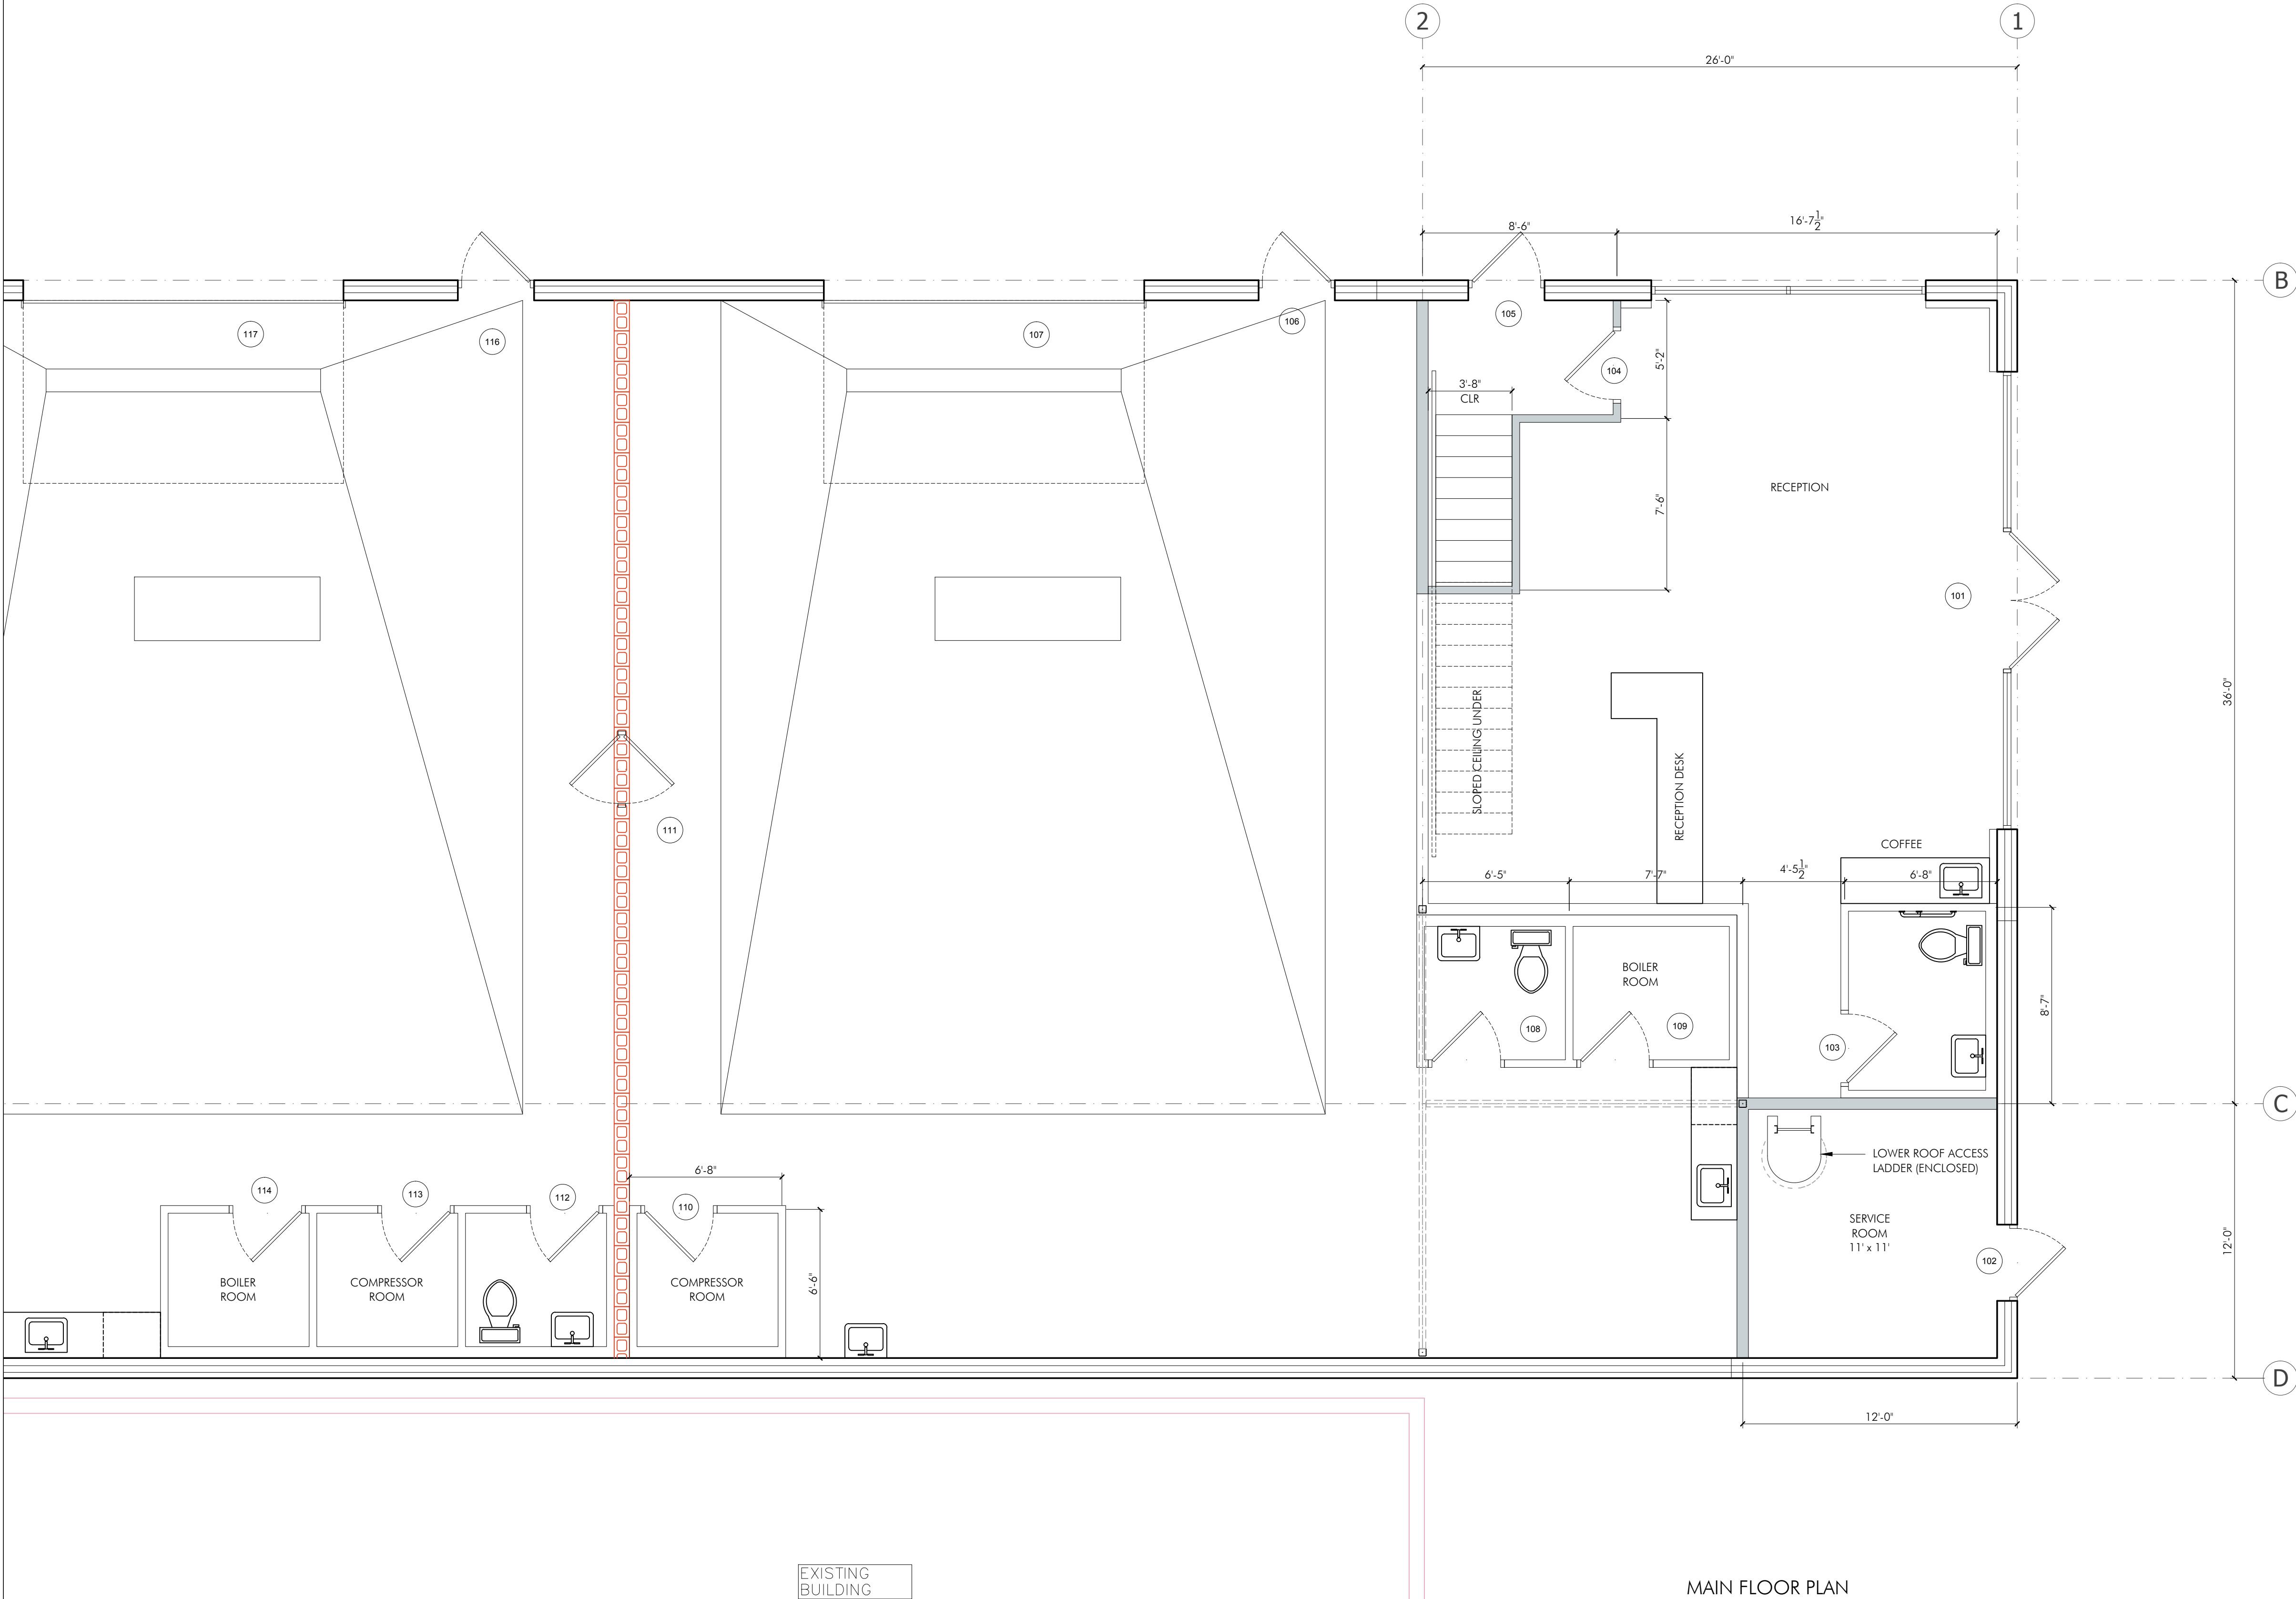 2
1
26'-0"
8'-6"
16'-7 1/2"
B
117
116
107
106
105
104
5'-2"
3'-8"
CLR
RECEPTION
7'-6"
101
36'-0"
SLOPED CEILING UNDER
RECEPTION DESK
111
COFFEE
6'-5"
7'-7"
4'-5 1/2"
6'-8"
BOILER
ROOM
108
109
103
8'-7"
C
LOWER ROOF ACCESS
LADDER (ENCLOSED)
6'-8"
114
113
112
110
SERVICE
ROOM
11' x 11'
102
12'-0"
BOILER
ROOM
COMPRESSOR
ROOM
COMPRESSOR
ROOM
6'-6"
D
12'-0"
EXISTING
BUILDING
MAIN FLOOR PLAN